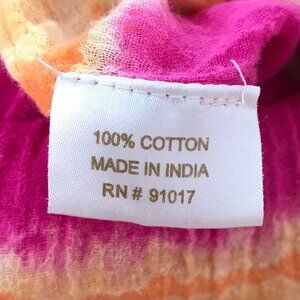 100% COTTON
MADE IN INDIA
RN # 91017